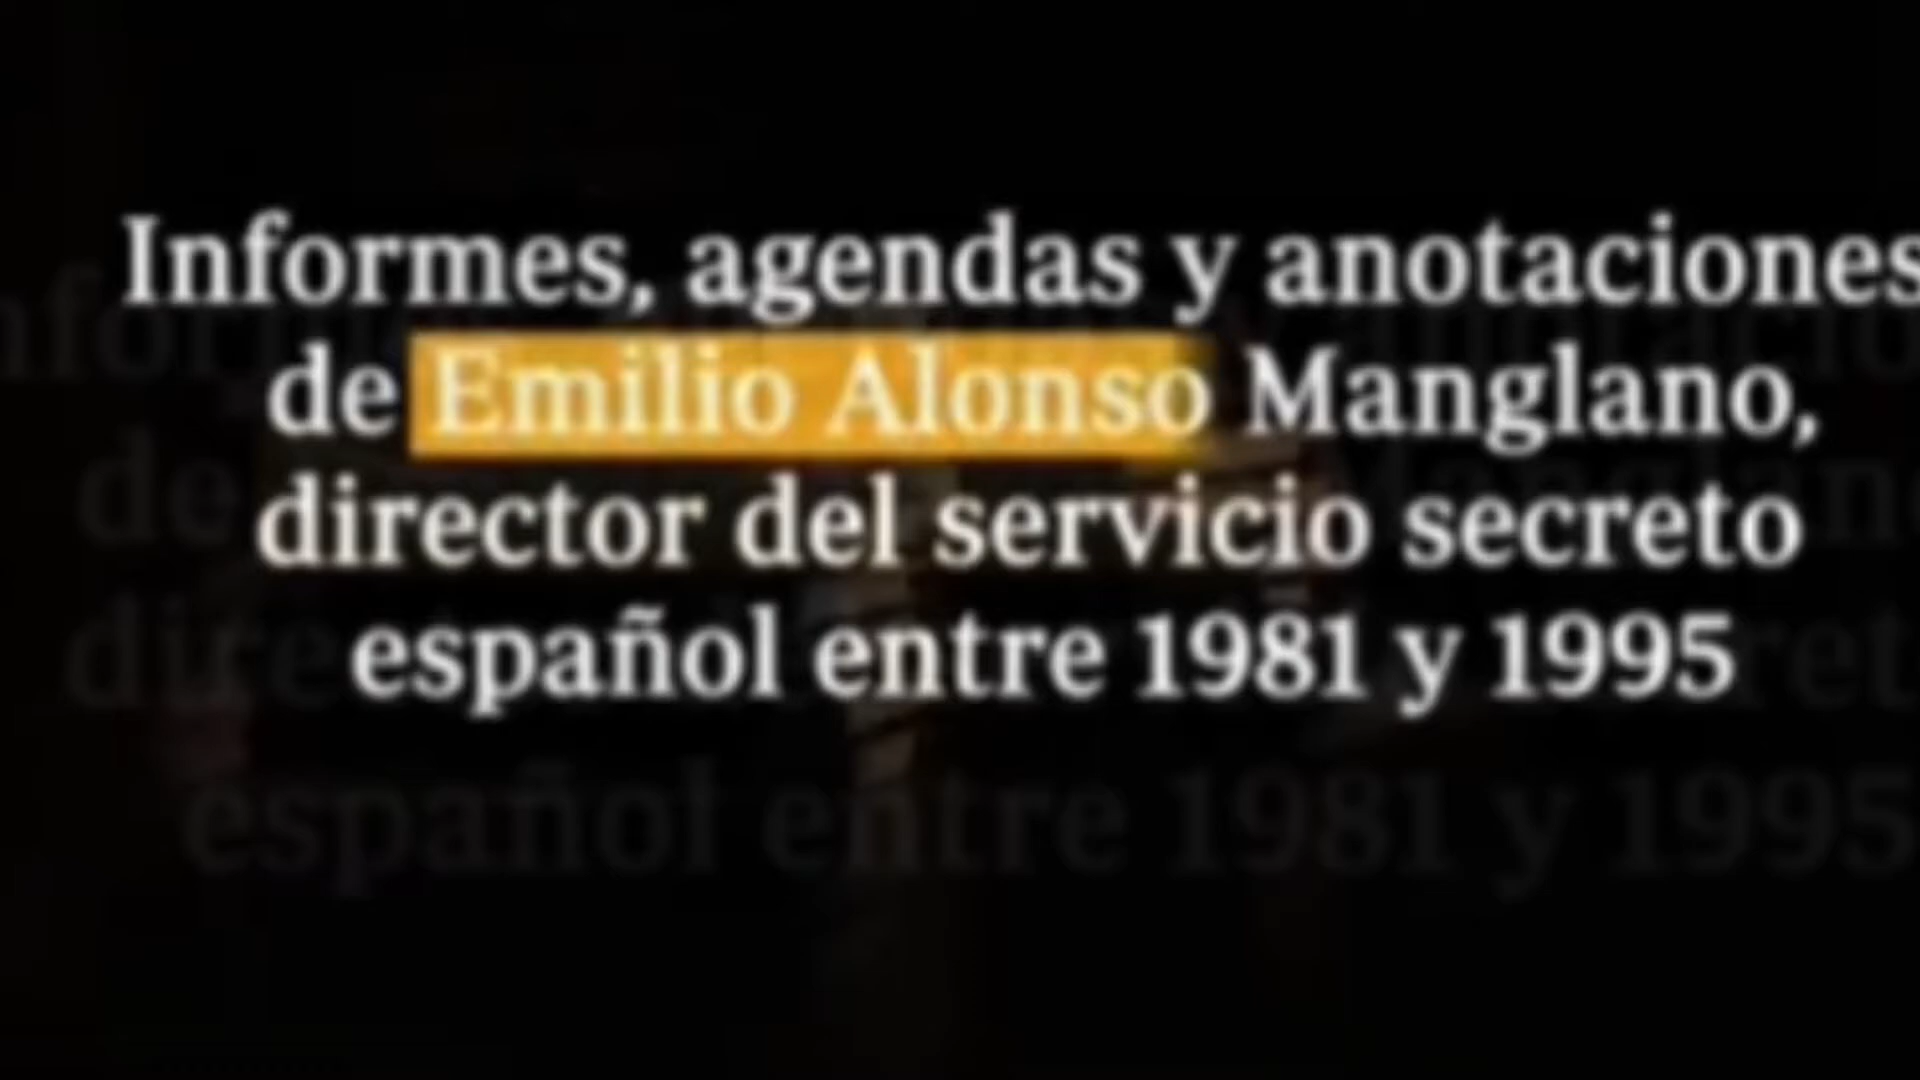 Informes, agendas y anotaciones
de Emilio Alonso Manglano,
director del servicio secreto
español entre 1981 y 1995